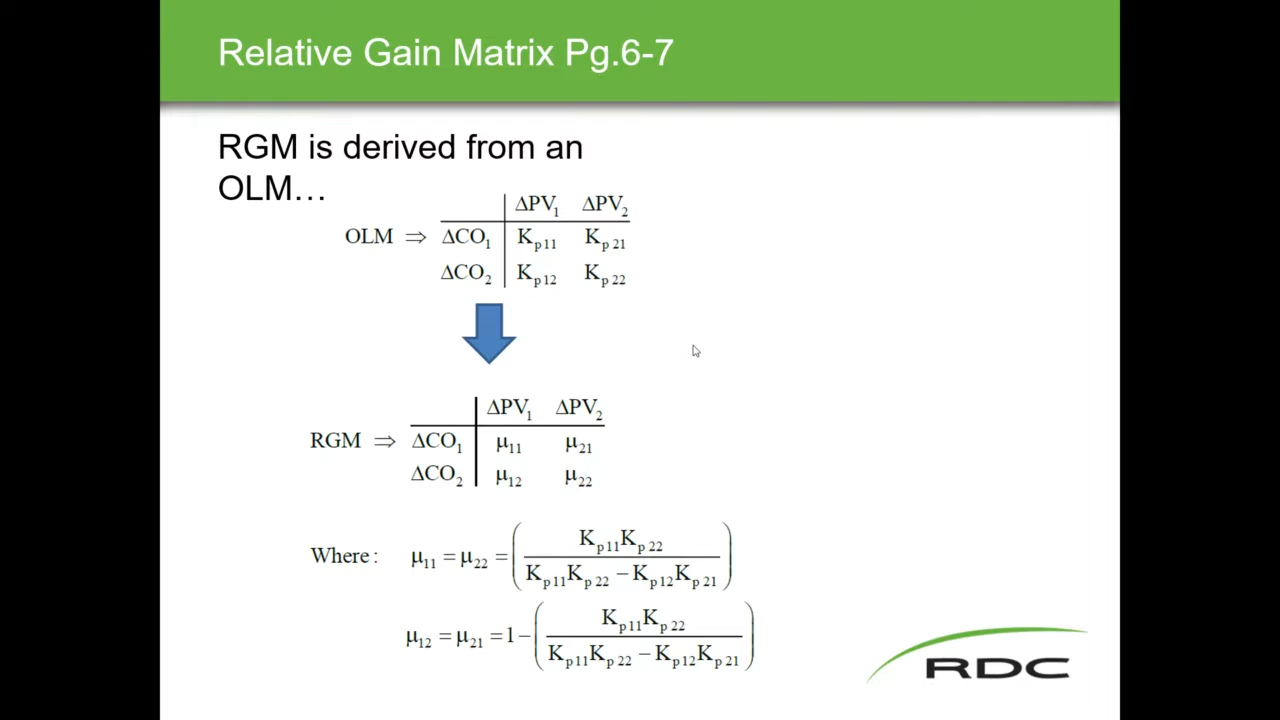 Relative Gain Matrix Pg.6-7
RGM is derived from an
OLM…
ΔPV₁ ΔPV₂
OLM ⇒ ΔCO₁ Kₚ₁₁ Kₚ₂₁
ΔCO₂ Kₚ₁₂ Kₚ₂₂
ΔPV₁ ΔPV₂
RGM ⇒ ΔCO₁ μ₁₁ μ₂₁
ΔCO₂ μ₁₂ μ₂₂
Where: μ₁₁ = μ₂₂ = (Kₚ₁₁Kₚ₂₂ / Kₚ₁₁Kₚ₂₂ − Kₚ₁₂Kₚ₂₁)
μ₁₂ = μ₂₁ = 1 − (Kₚ₁₁Kₚ₂₂ / Kₚ₁₁Kₚ₂₂ − Kₚ₁₂Kₚ₂₁)
RDC